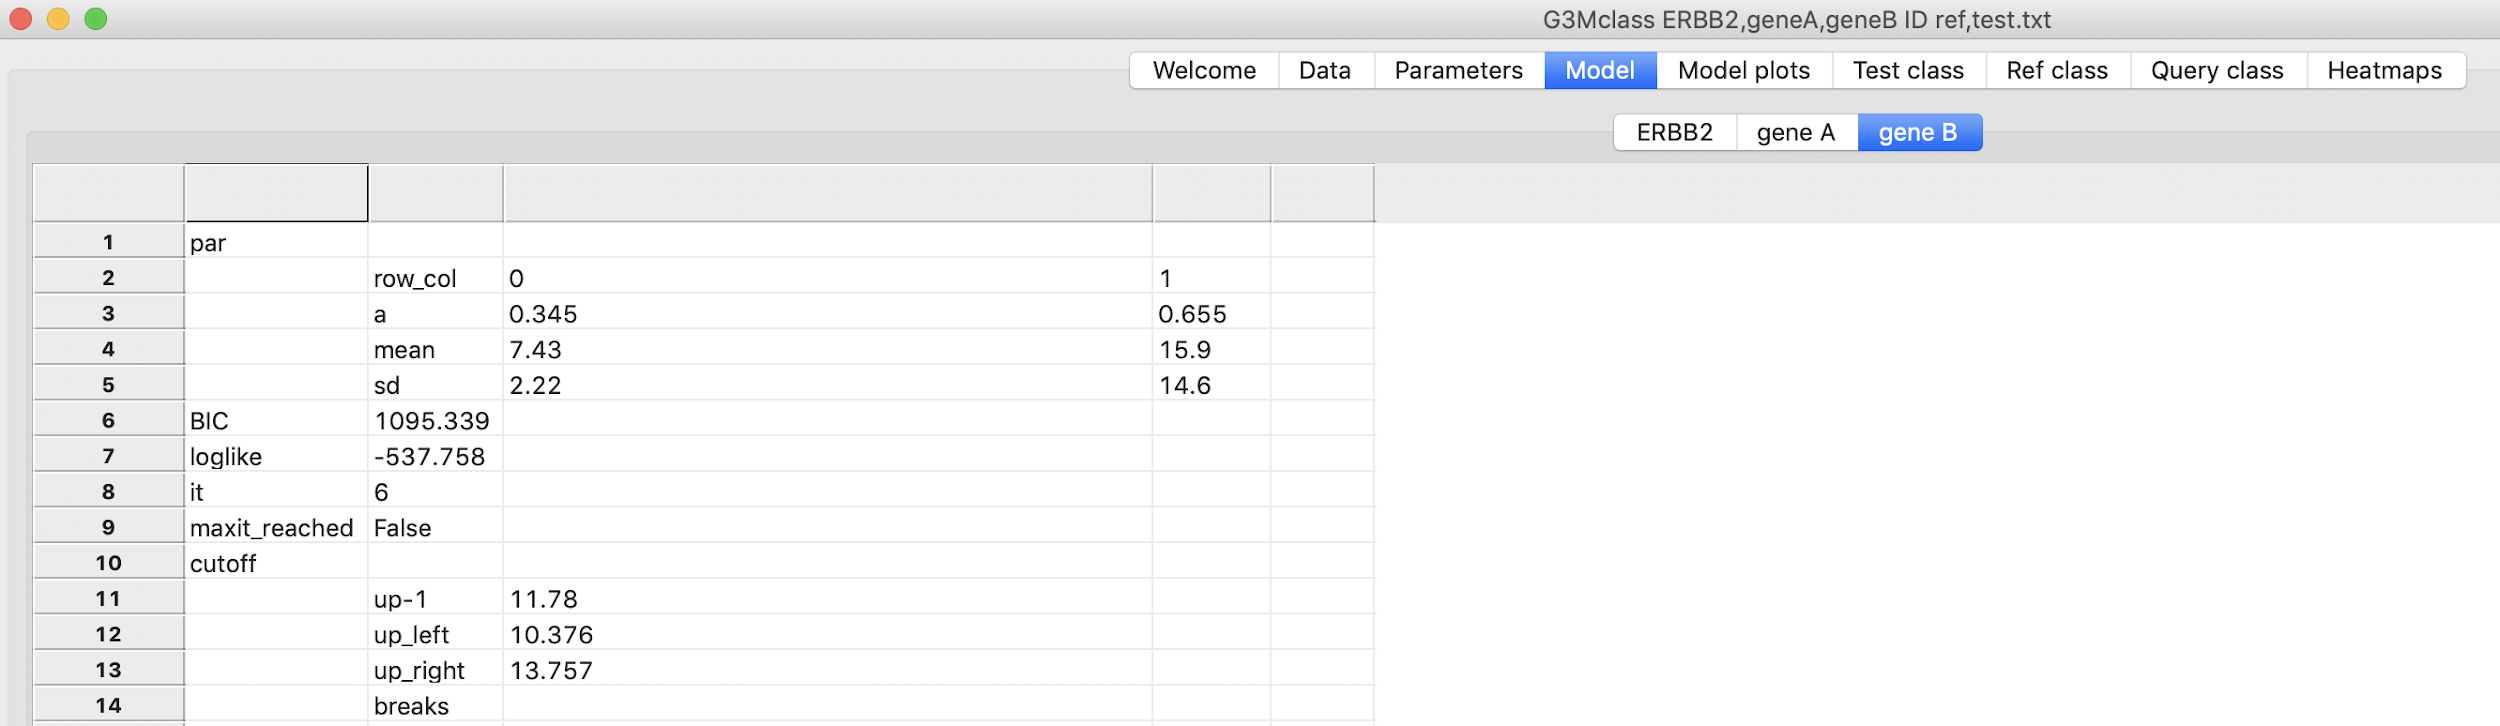 G3Mclass ERBB2,geneA,geneB ID ref,test.txt
Welcome Data Parameters Model Model plots Test class Ref class Query class Heatmaps
ERBB2 gene A gene B
1 par
2 row_col 0 1
3 a 0.345 0.655
4 mean 7.43 15.9
5 sd 2.22 14.6
6 BIC 1095.339
7 loglike -537.758
8 it 6
9 maxit_reached False
10 cutoff
11 up-1 11.78
12 up_left 10.376
13 up_right 13.757
14 breaks